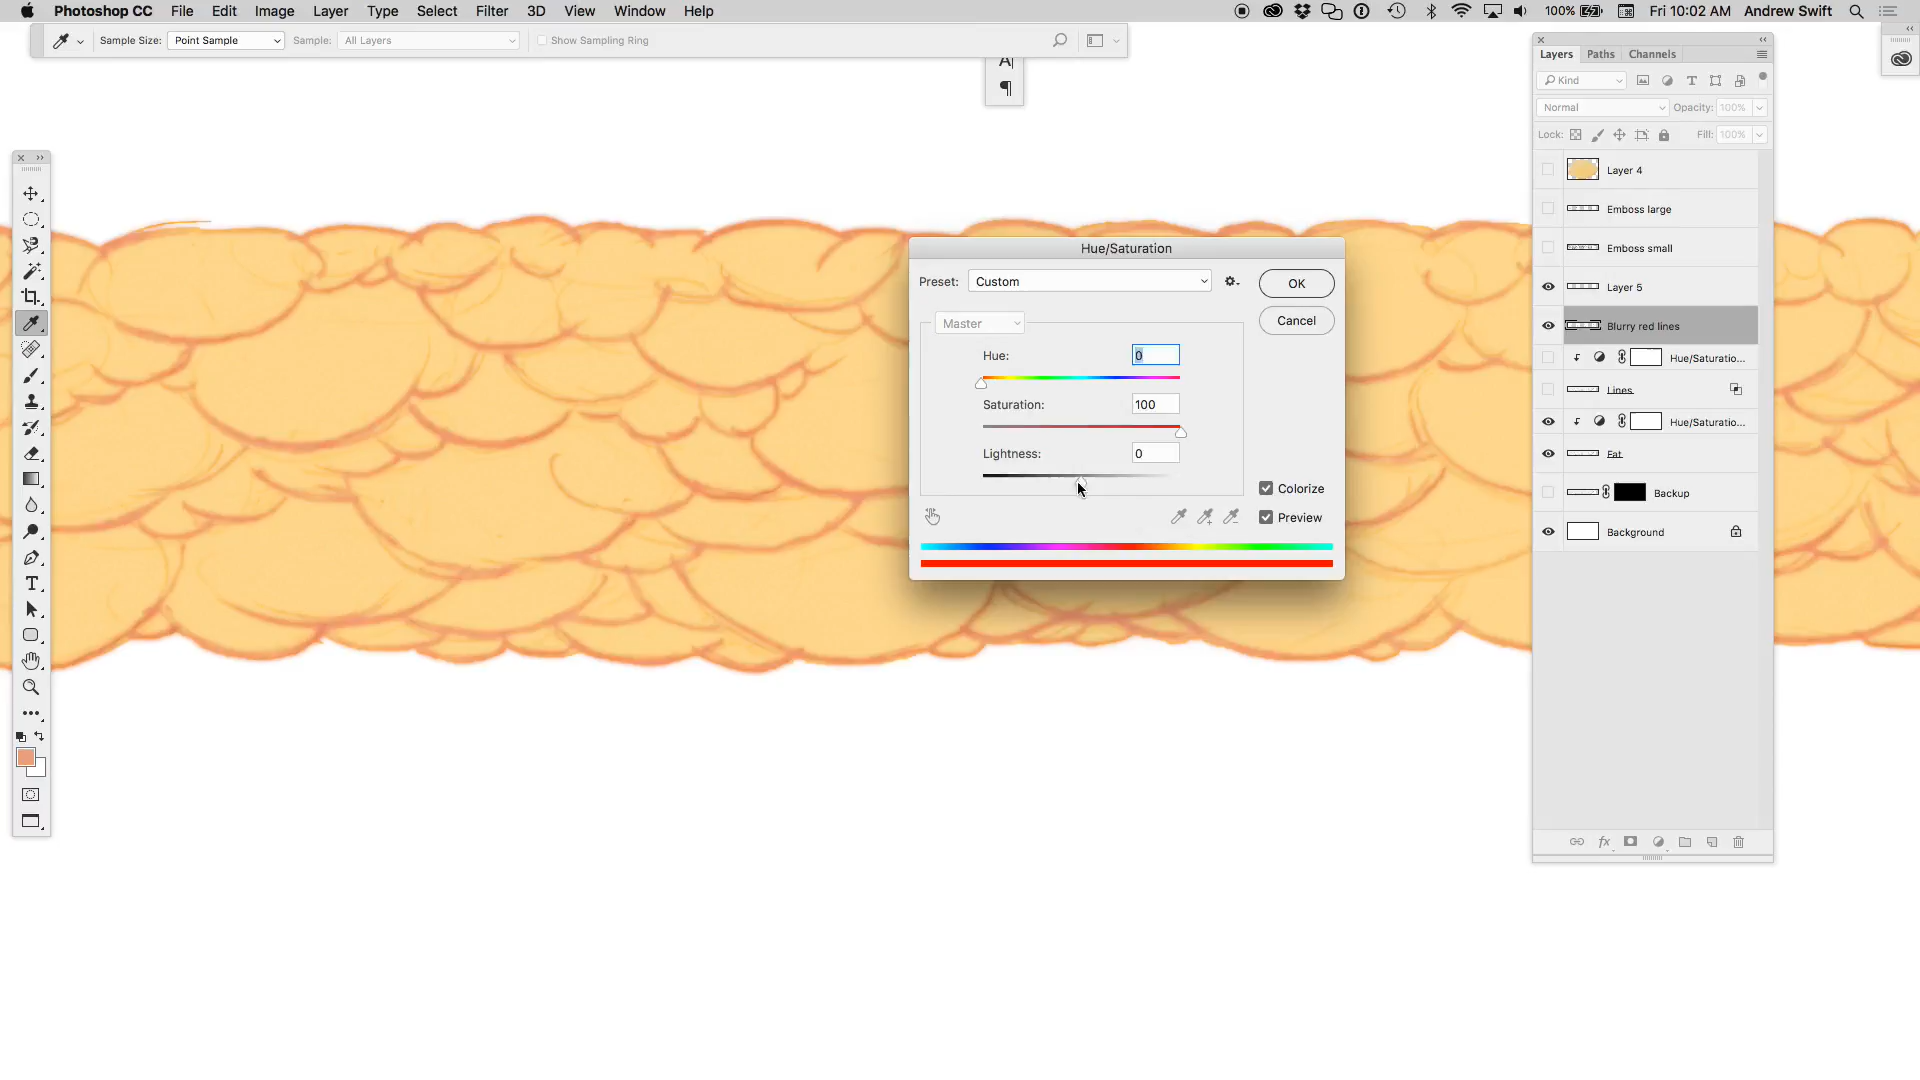 Photoshop CC File Edit Image Layer Type Select Filter 3D View Window Help 100% Fri 10:02 AM Andrew Swift
Sample Size: Point Sample Sample: All Layers Show Sampling Ring
A|
¶
Layers Paths Channels
Kind
Normal Opacity: 100%
Lock: Fill: 100%
Layer 4
Emboss large
Emboss small
Layer 5
Blurry red lines
Hue/Saturatio...
Lines
Hue/Saturatio...
Fat
Backup
Background
fx
Hue/Saturation
Preset: Custom
OK
Cancel
Master
Hue: 0
Saturation: 100
Lightness: 0
Colorize
Preview